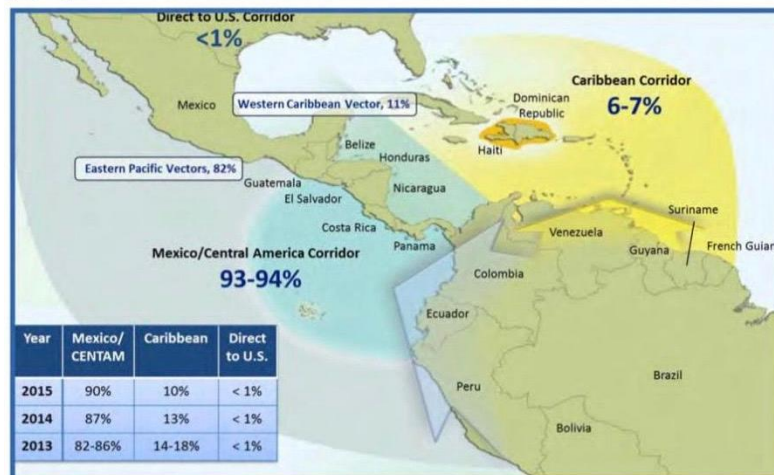 Direct to U.S. Corridor
<1%
Caribbean Corridor
6-7%
Mexico
Western Caribbean Vector, 11%
Dominican
Republic
Haiti
Belize
Honduras
Eastern Pacific Vectors, 82%
Guatemala
El Salvador
Nicaragua
Costa Rica
Panama
Suriname
Venezuela
Guyana
French Guian
Mexico/Central America Corridor
93-94%
Colombia
Ecuador
Peru
Brazil
Bolivia
Year Mexico/ Caribbean Direct
CENTAM to U.S.
2015 90% 10% < 1%
2014 87% 13% < 1%
2013 82-86% 14-18% < 1%